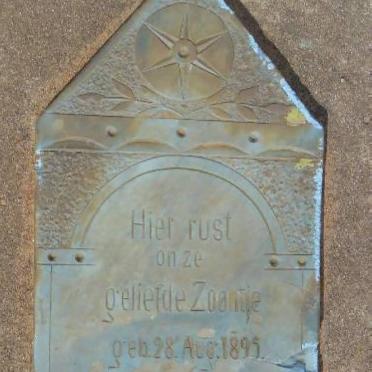 Hier rust
onze
geliefde Zoontje
geb. 28. Aug. 1895.